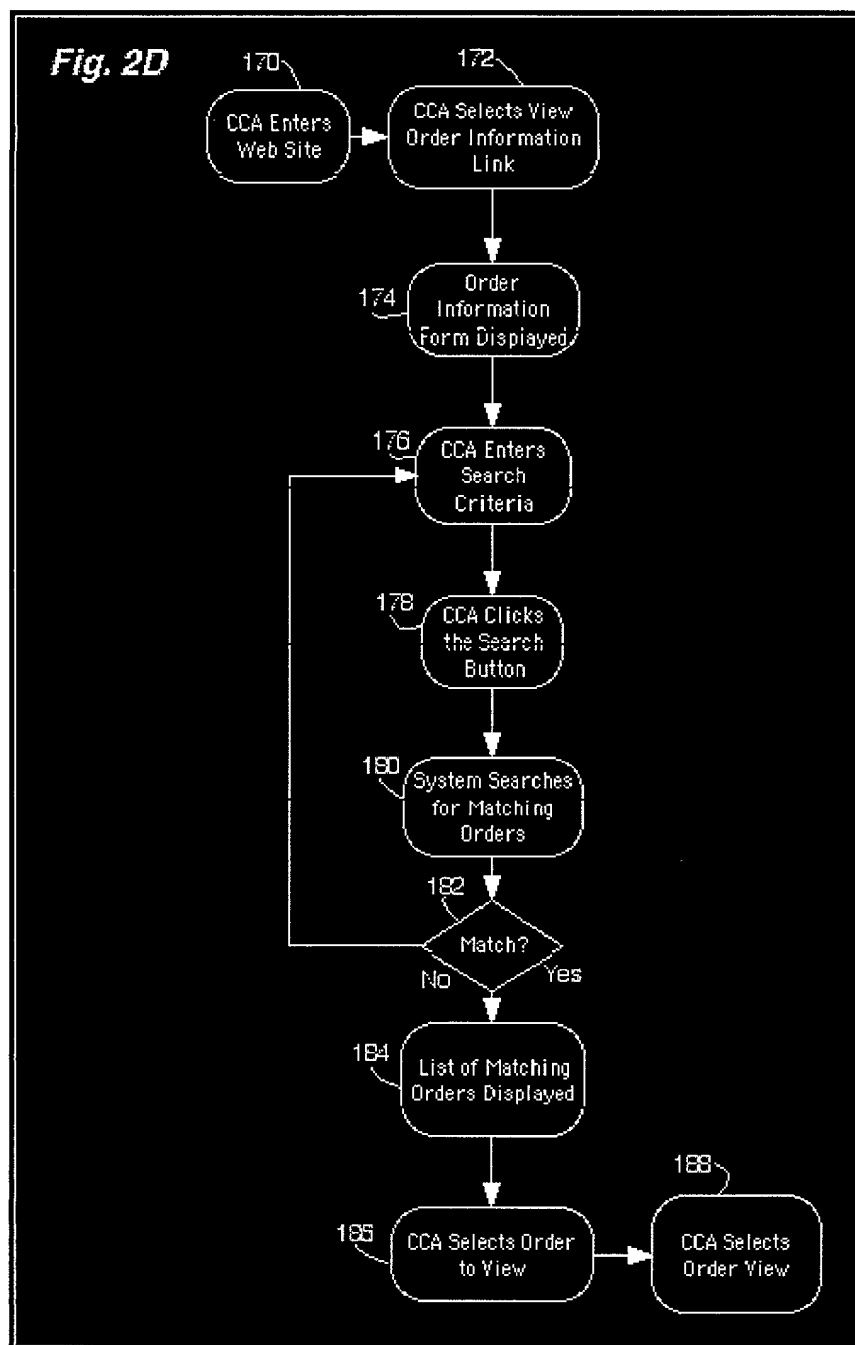 Fig. 2D
170
172
CCA Enters
Web Site
CCA Selects View
Order Information
Link
174
Order
Information
Form Displayed
176
CCA Enters
Search
Criteria
178
CCA Clicks
the Search
Button
180
System Searches
for Matching
Orders
182
Match?
No
Yes
184
List of Matching
Orders Displayed
186
CCA Selects Order
to View
188
CCA Selects
Order View